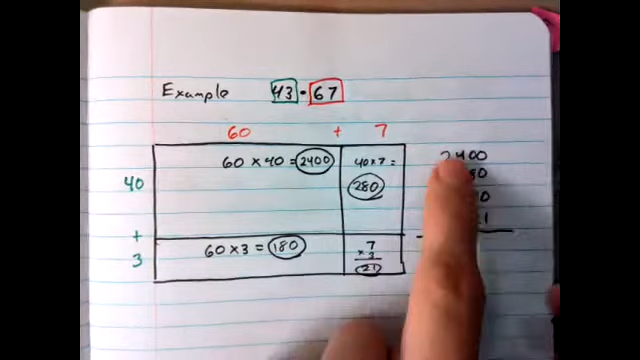 Example 43 · 67
60 + 7
40
60 × 40 = 2400
40×7 =
280
2400
+
3
60 × 3 = 180
7
× 3
21